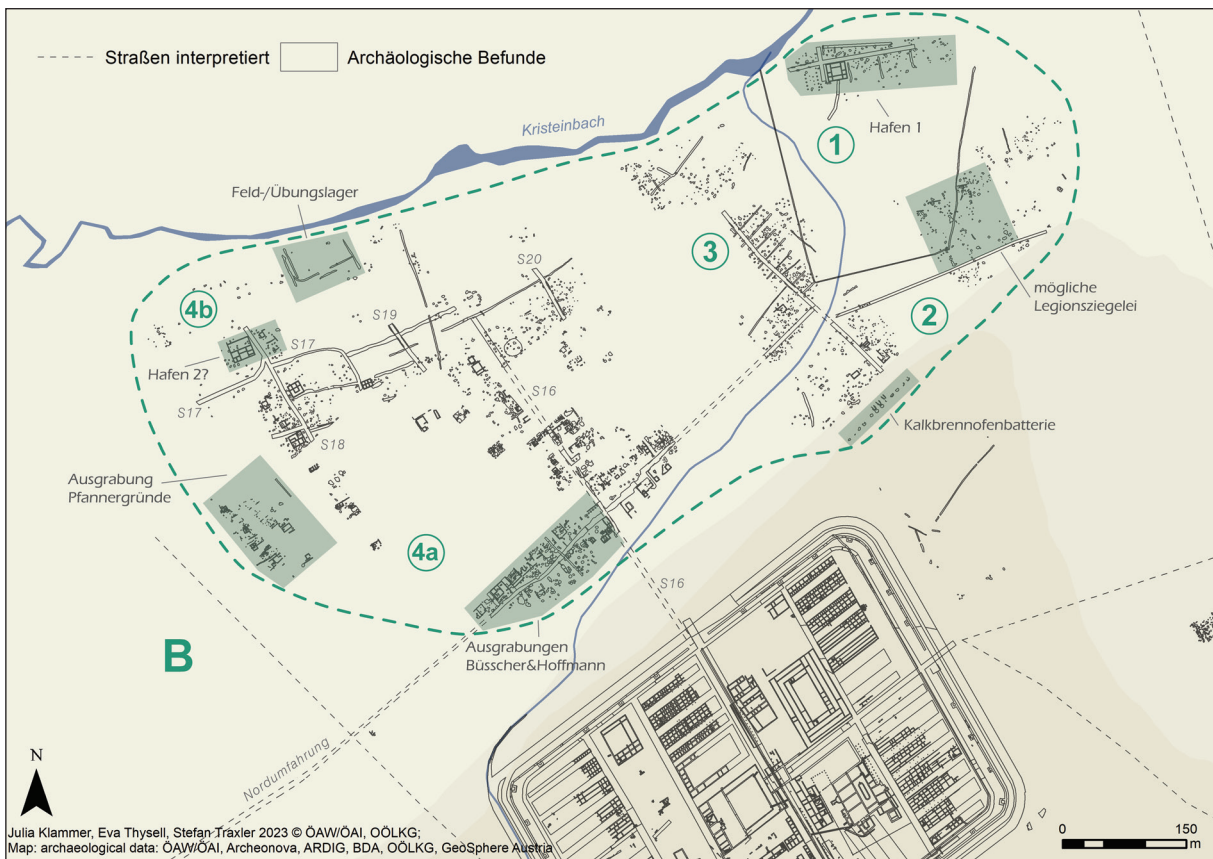 Straßen interpretiert
Archäologische Befunde
Kristeinbach
Hafen 1
1
Feld-/Übungslager
3
S20
mögliche
Legionsziegelei
4b
2
S19
Hafen 2?
S17
S17
S16
S18
Kalkbrennofenbatterie
Ausgrabung
Pfannergründe
4a
S16
B
Ausgrabungen
Büsscher&Hoffmann
Nordumfahrung
N
Julia Klammer, Eva Thysell, Stefan Traxler 2023 © ÖAW/ÖAI, OÖLKG;
Map: archaeological data: ÖAW/ÖAI, Archeonova, ARDIG, BDA, OÖLKG, GeoSphere Austria
0 150
m